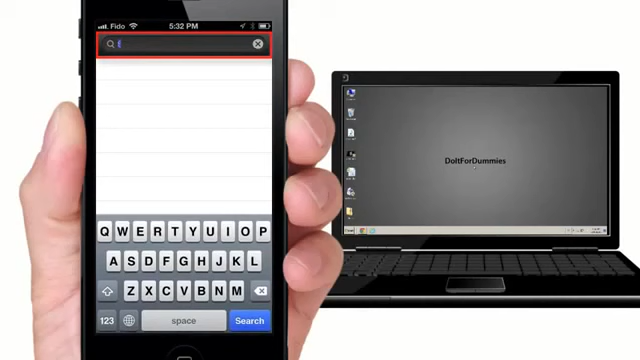 Fido 5:32 PM
Q W E R T Y U I O P
A S D F G H J K L
Z X C V B N M
123 space Search
DoItForDummies